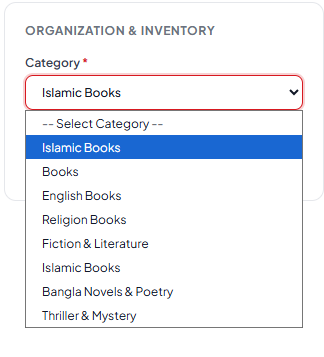 ORGANIZATION & INVENTORY
Category *
Islamic Books
-- Select Category --
Islamic Books
Books
English Books
Religion Books
Fiction & Literature
Islamic Books
Bangla Novels & Poetry
Thriller & Mystery